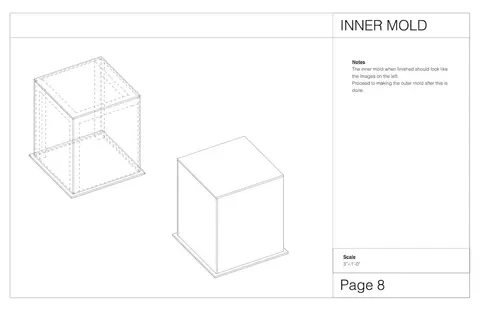 INNER MOLD
Notes
The inner mold when finished should look like
the images on the left.
Proceed to making the outer mold after this is
done.
Scale
3"= 1'-0"
Page 8